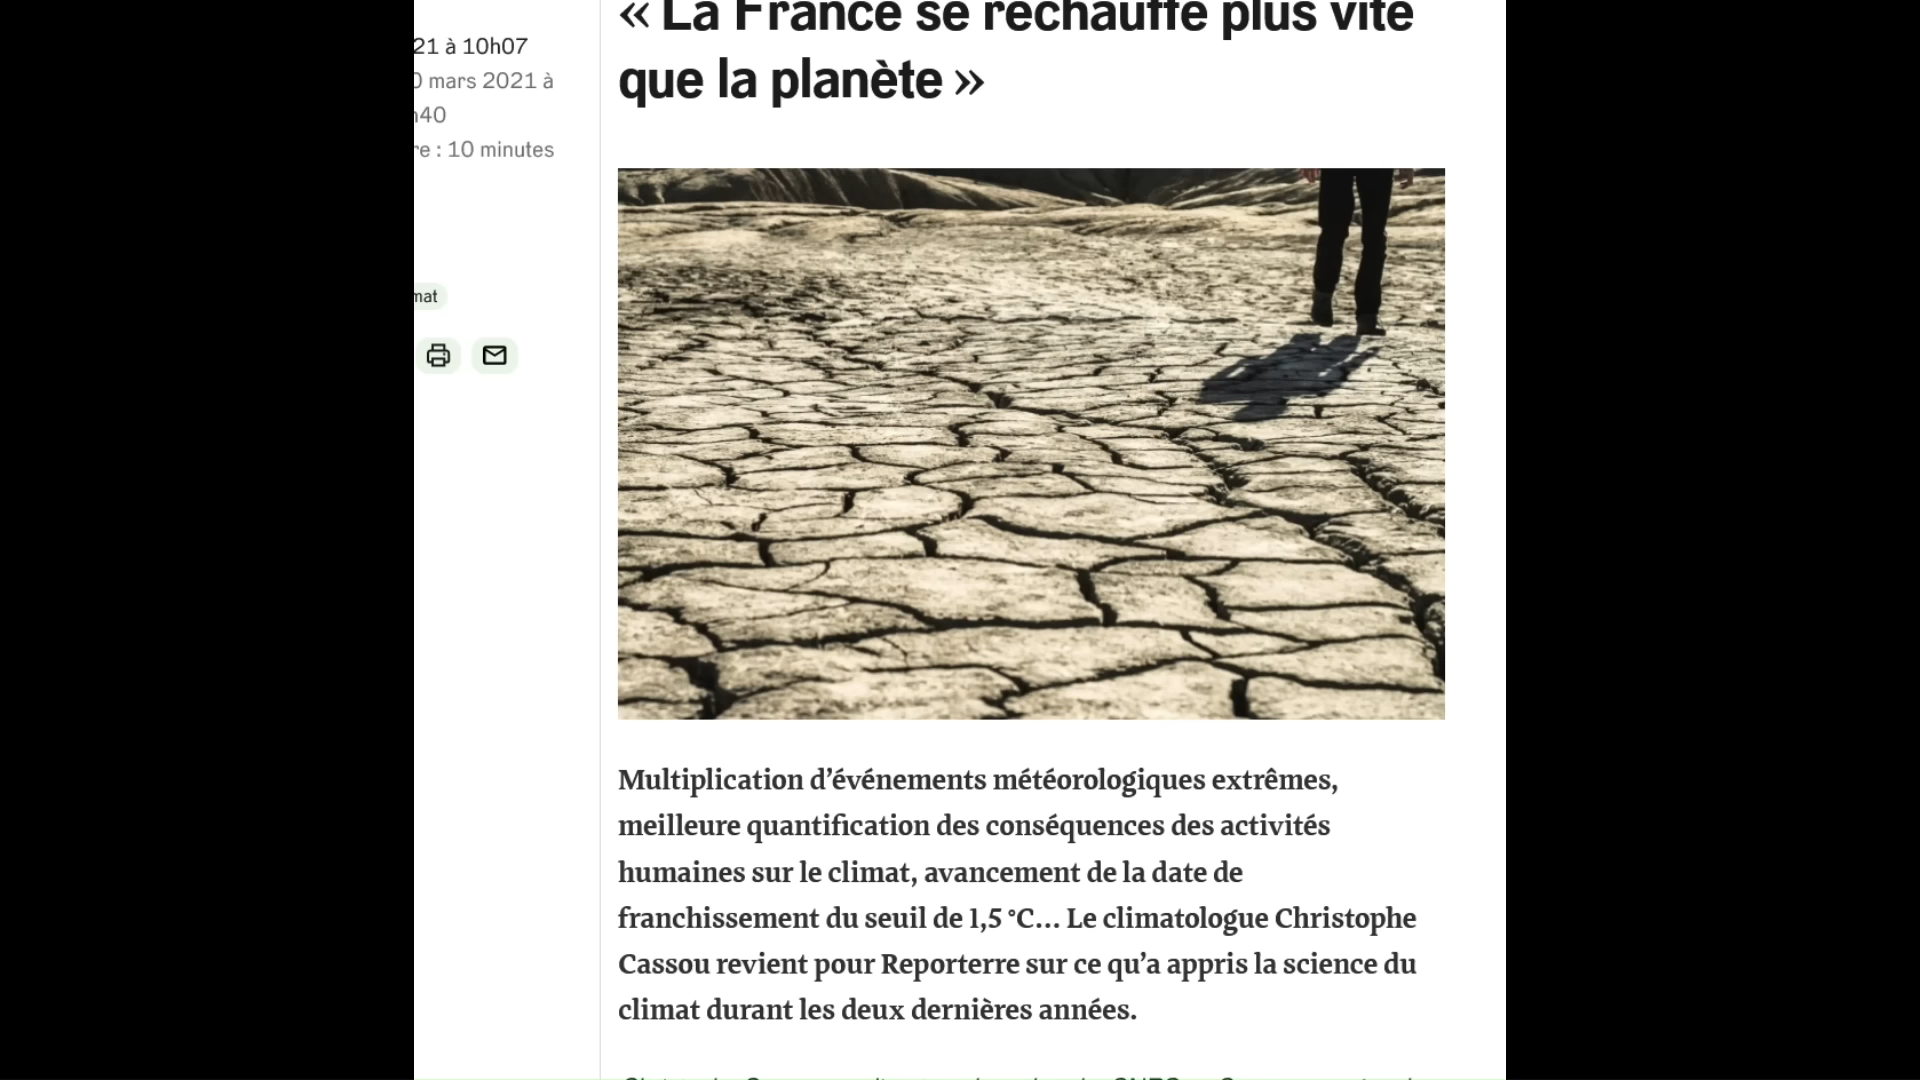 « La France se réchauffe plus vite
que la planète »
21 à 10h07
mars 2021 à
h40
re : 10 minutes
mat
Multiplication d’événements météorologiques extrêmes,
meilleure quantification des conséquences des activités
humaines sur le climat, avancement de la date de
franchissement du seuil de 1,5 °C… Le climatologue Christophe
Cassou revient pour Reporterre sur ce qu’a appris la science du
climat durant les deux dernières années.